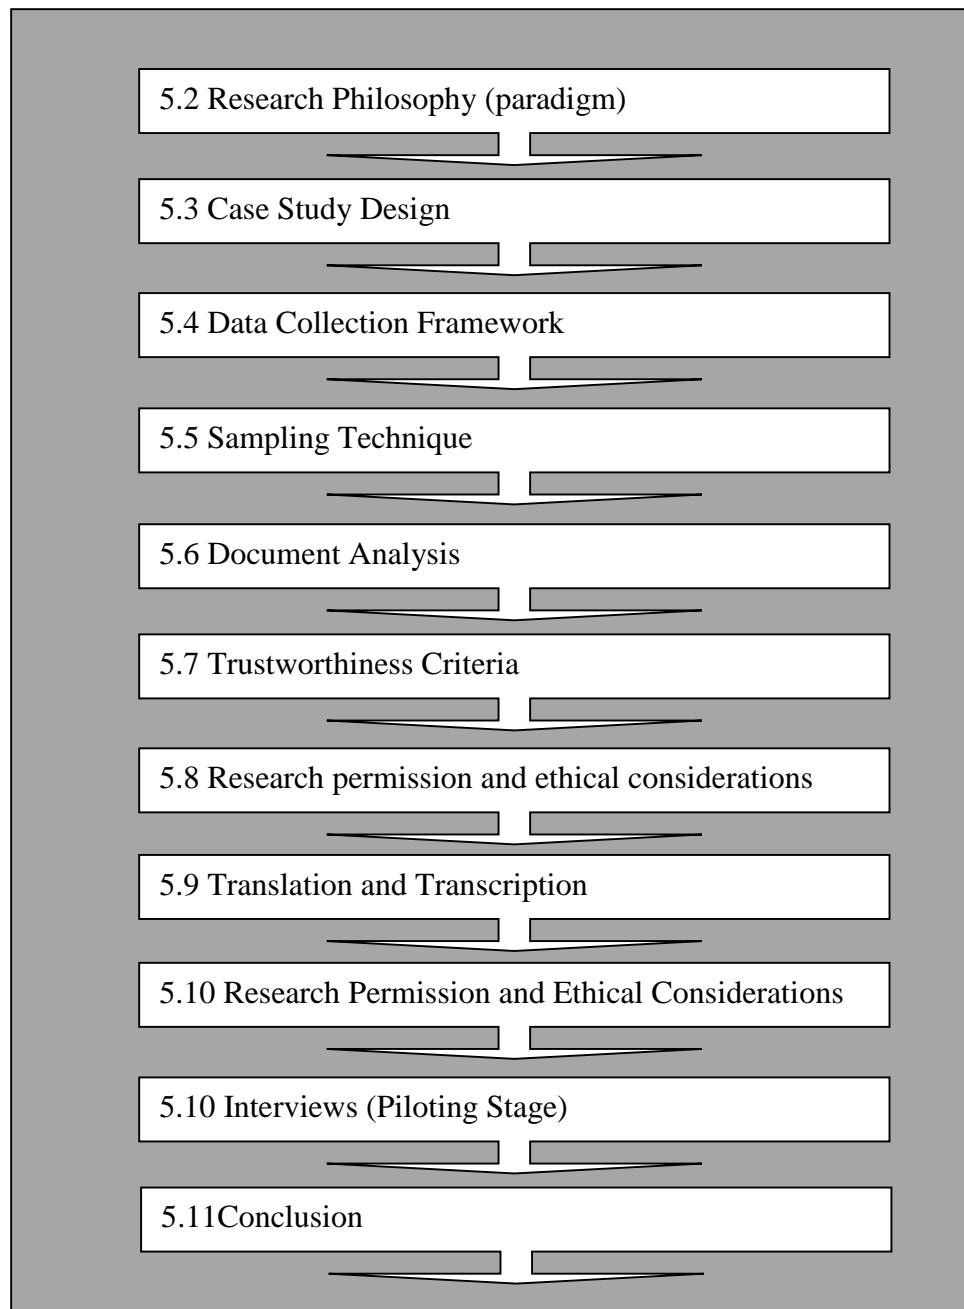 5.2 Research Philosophy (paradigm)
5.3 Case Study Design
5.4 Data Collection Framework
5.5 Sampling Technique
5.6 Document Analysis
5.7 Trustworthiness Criteria
5.8 Research permission and ethical considerations
5.9 Translation and Transcription
5.10 Research Permission and Ethical Considerations
5.10 Interviews (Piloting Stage)
5.11Conclusion